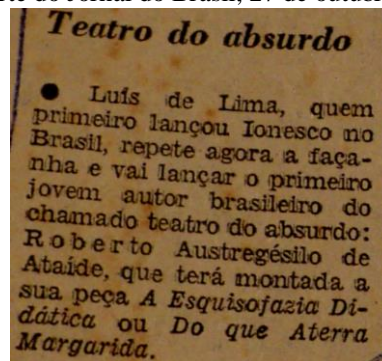 Teatro do absurdo
● Luís de Lima, quem
primeiro lançou Ionesco no
Brasil, repete agora a faça-
nha e vai lançar o primeiro
jovem autor brasileiro do
chamado teatro do absurdo:
Roberto Austregésilo de
Ataíde, que terá montada a
sua peça A Esquisofazia Di-
dática ou Do que Aterra
Margarida.